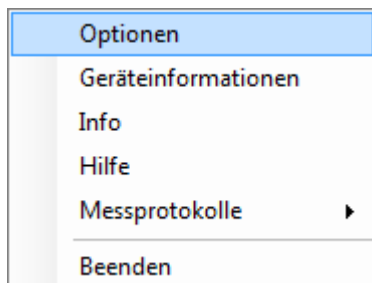 Optionen
Geräteinformationen
Info
Hilfe
Messprotokolle
Beenden